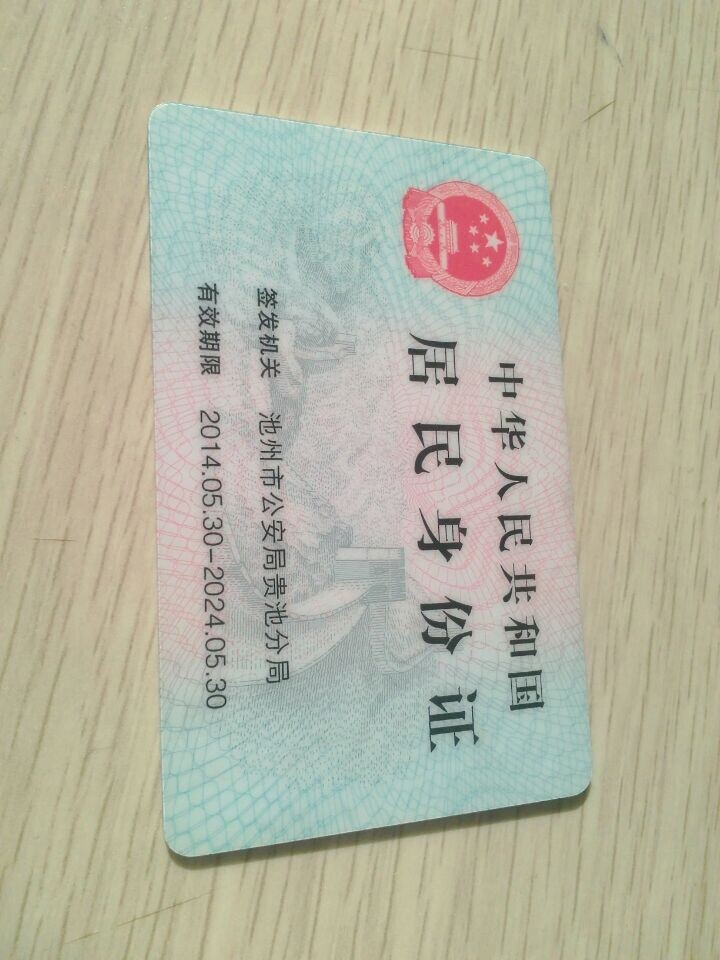 中华人民共和国
居民身份证
签发机关 池州市公安局贵池分局
有效期限 2014.05.30-2024.05.30